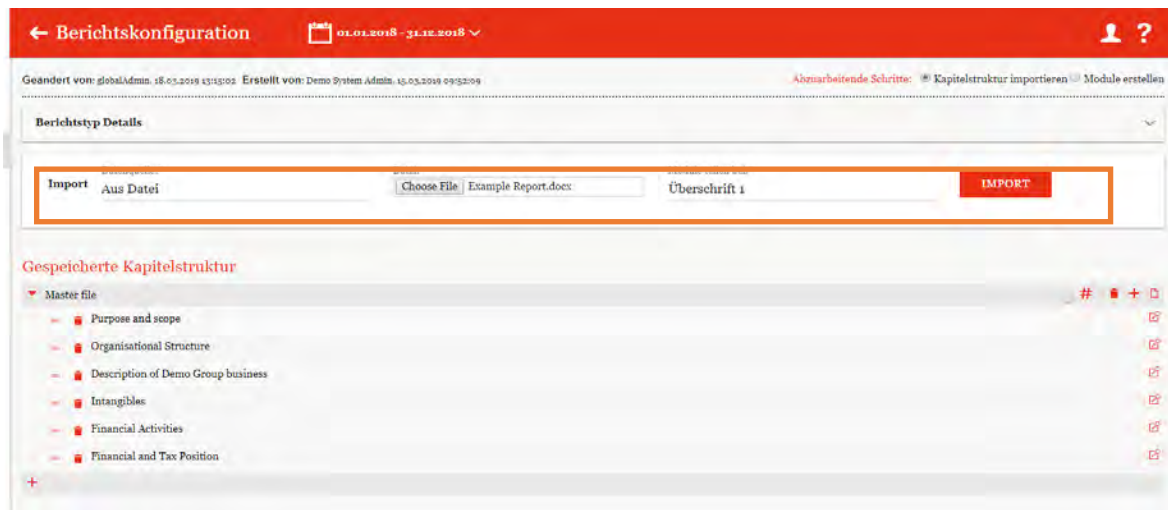 ← Berichtskonfiguration 01.01.2018 - 31.12.2018
Geändert von: globalAdmin, 18.03.2019 13:15:02 Erstellt von: Demo System Admin, 15.03.2019 09:52:09 Abzuarbeitende Schritte: Kapitelstruktur importieren Module erstellen
Berichtstyp Details
Import Aus Datei Choose File Example Report.docx Überschrift 1 IMPORT
Gespeicherte Kapitelstruktur
Master file #  +
Purpose and scope
Organisational Structure
Description of Demo Group business
Intangibles
Financial Activities
Financial and Tax Position
+